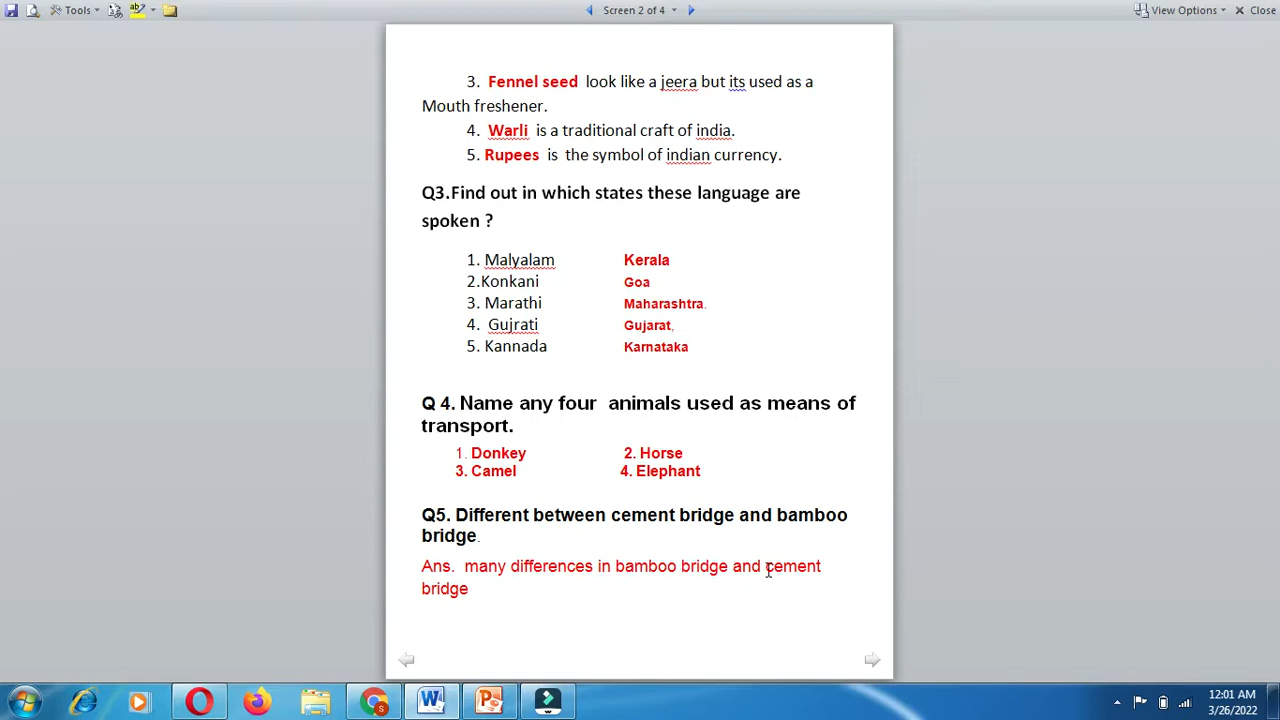 Tools
Screen 2 of 4
View Options
Close
3. Fennel seed look like a jeera but its used as a
Mouth freshener.
4. Warli is a traditional craft of india.
5. Rupees is the symbol of indian currency.
Q3.Find out in which states these language are
spoken ?
1. Malyalam Kerala
2.Konkani Goa
3. Marathi Maharashtra.
4. Gujrati Gujarat,
5. Kannada Karnataka
Q 4. Name any four animals used as means of
transport.
1. Donkey 2. Horse
3. Camel 4. Elephant
Q5. Different between cement bridge and bamboo
bridge.
Ans. many differences in bamboo bridge and cement
bridge
12:01 AM
3/26/2022